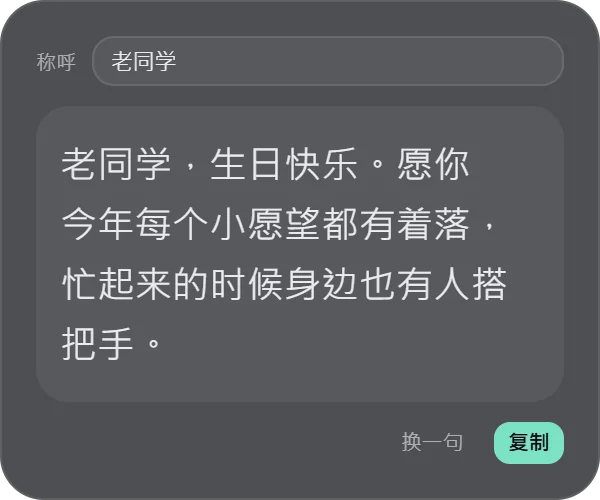 称呼 老同学
老同学，生日快乐。愿你
今年每个小愿望都有着落，
忙起来的时候身边也有人搭
把手。
换一句 复制